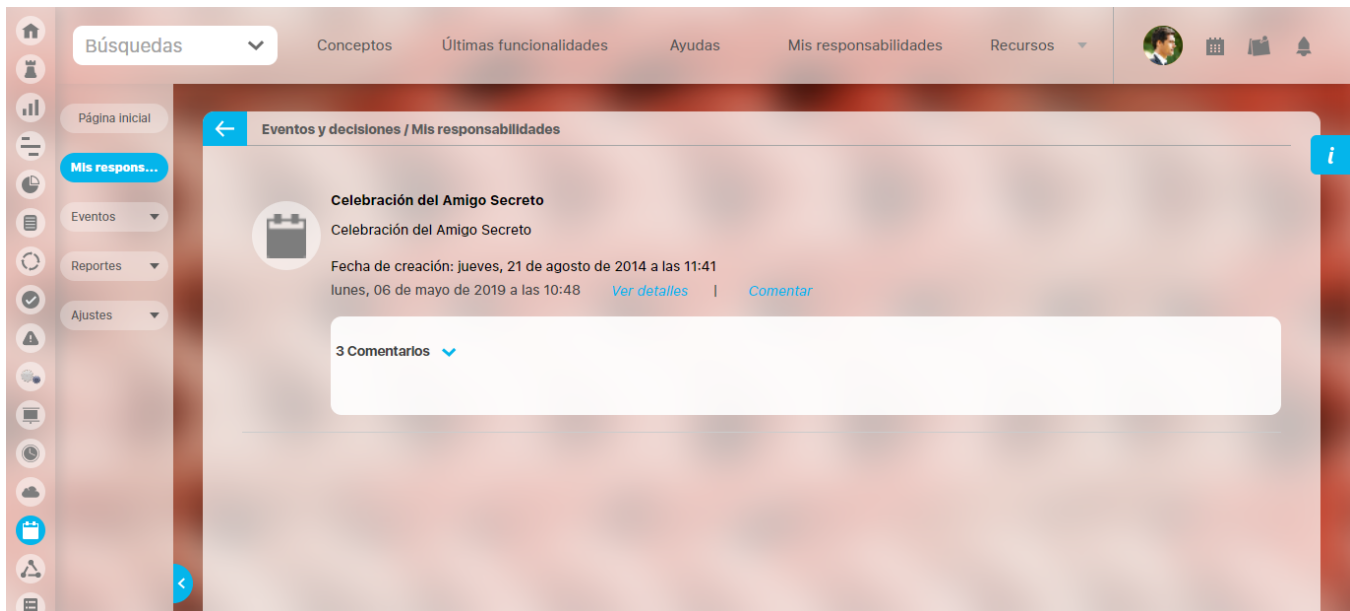 Búsquedas
Conceptos
Últimas funcionalidades
Ayudas
Mis responsabilidades
Recursos
Página inicial
Mis respons...
Eventos
Reportes
Ajustes
Eventos y decisiones / Mis responsabilidades
i
Celebración del Amigo Secreto
Celebración del Amigo Secreto
Fecha de creación: jueves, 21 de agosto de 2014 a las 11:41
lunes, 06 de mayo de 2019 a las 10:48 Ver detalles | Comentar
3 Comentarios